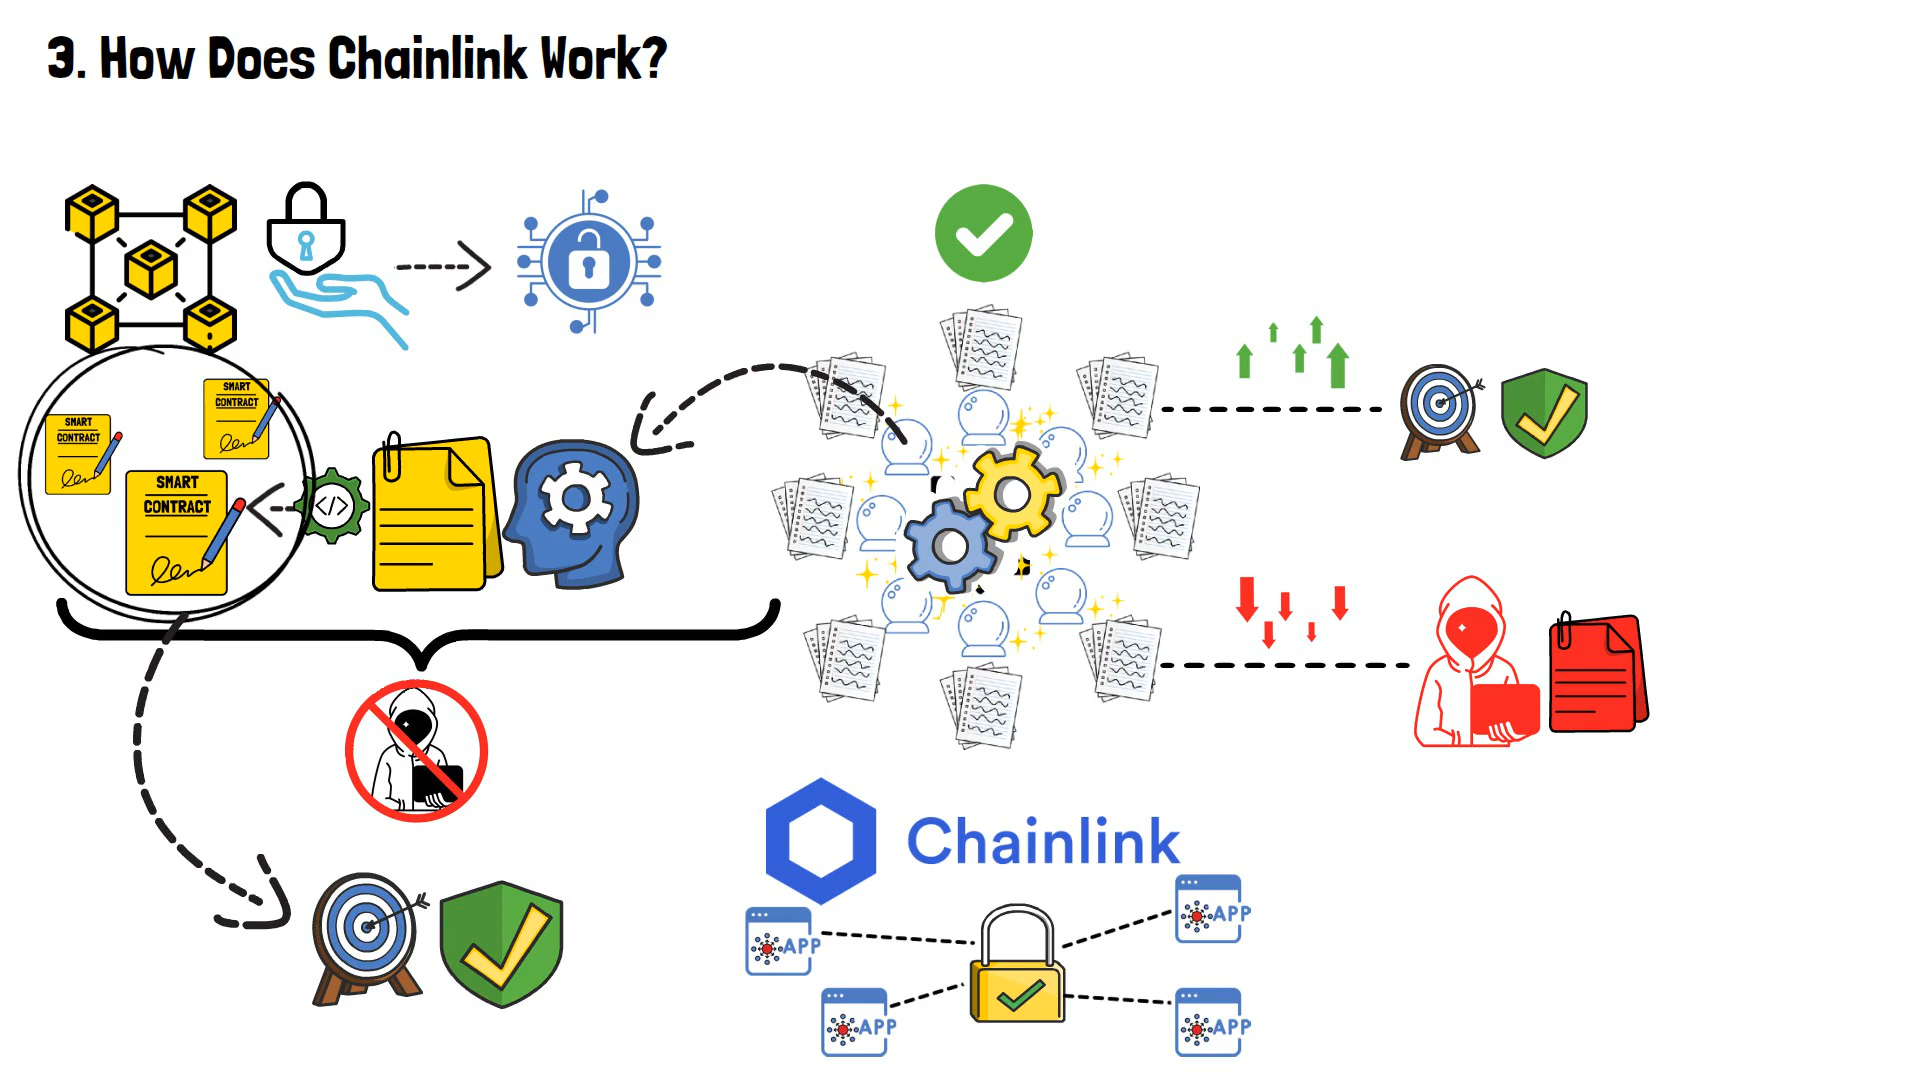 3. How Does Chainlink Work?
SMART
CONTRACT
SMART
CONTRACT
SMART
CONTRACT
</>
Chainlink
APP
APP
APP
APP